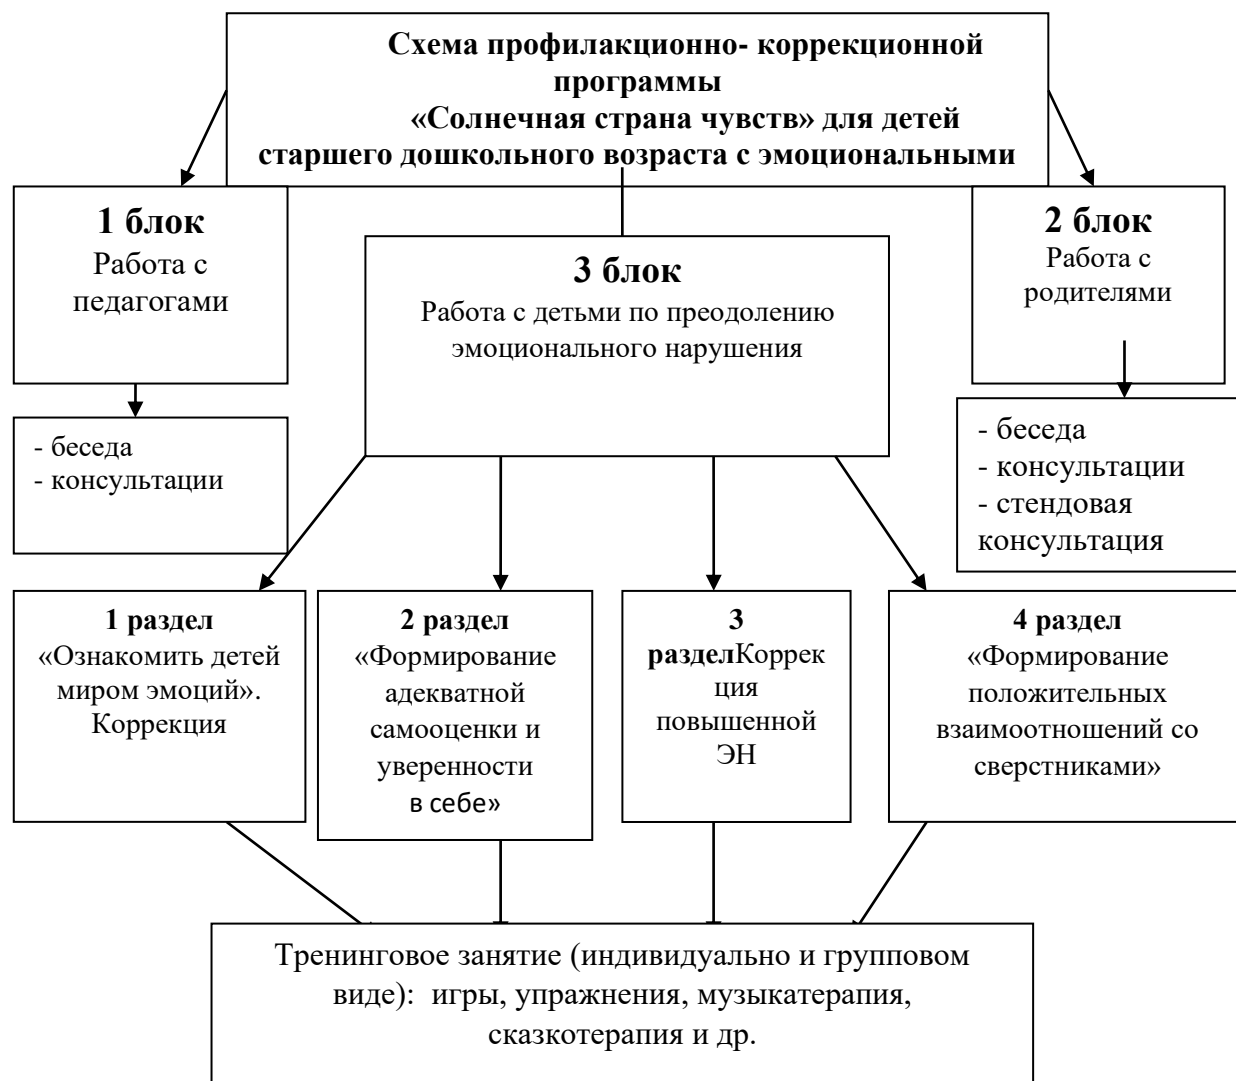 Схема профилакционно- коррекционной
программы
«Солнечная страна чувств» для детей
старшего дошкольного возраста с эмоциональными
1 блок
Работа с
педагогами
3 блок
Работа с детьми по преодолению
эмоционального нарушения
2 блок
Работа с
родителями
- беседа
- консультации
- беседа
- консультации
- стендовая
консультация
1 раздел
«Ознакомить детей
миром эмоций».
Коррекция
2 раздел
«Формирование
адекватной
самооценки и
уверенности
в себе»
3
разделКоррек
ция
повышенной
ЭН
4 раздел
«Формирование
положительных
взаимоотношений со
сверстниками»
Тренинговое занятие (индивидуально и групповом
виде):  игры, упражнения, музыкатерапия,
сказкотерапия и др.